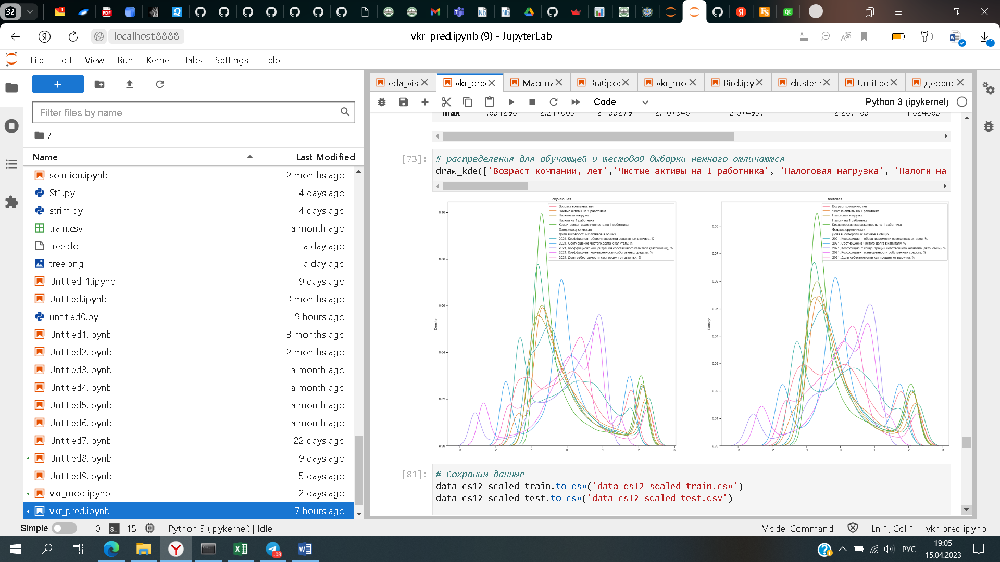 32
localhost:8888
vkr_pred.ipynb (9) - JupyterLab
6
File Edit View Run Kernel Tabs Settings Help
eda_vis
vkr_pre
Масшта
Выброс
vkr_mo
Bird.ipy
clusterin
Untitlec
Дерево
Filter files by name
/
Code
Python 3 (ipykernel)
Name Last Modified
solution.ipynb 2 months ago
St1.py 4 days ago
strim.py 4 days ago
train.csv a month ago
tree.dot a day ago
tree.png a day ago
Untitled-1.ipynb 9 days ago
Untitled.ipynb 3 months ago
untitled0.py 9 hours ago
Untitled1.ipynb 3 months ago
Untitled2.ipynb 2 months ago
Untitled3.ipynb a month ago
Untitled4.ipynb a month ago
Untitled5.ipynb a month ago
Untitled6.ipynb a month ago
Untitled7.ipynb 22 days ago
Untitled8.ipynb 9 days ago
Untitled9.ipynb 5 days ago
vkr_mod.ipynb 2 days ago
vkr_pred.ipynb 7 hours ago
max 1.831298 2.217003 2.153279 2.107948 2.074937 2.287183 1.824863
[73]: # распределения для обучающей и тестовой выборки немного отличаются
draw_kde(['Возраст компании, лет','Чистые активы на 1 работника', 'Налоговая нагрузка', 'Налоги на
обучающая
Возраст компании, лет
Чистые активы на 1 работника
Налоговая нагрузка
Налоги на 1 работника
Кредиторская задолженность на 1 работника
Фондовооруженность
Доля внеоборотных активов в общих
2021, Коэффициент оборачиваемости совокупных активов, %
2021, Соотношение чистого долга к капиталу, %
2021, Коэффициент концентрации собственного капитала (автономии), %
2021, Коэффициент маневренности собственных средств, %
2021, Доля себестоимости как процент от выручки, %
0.10
0.08
0.06
0.04
0.02
0.00
Density
-3 -2 -1 0 1 2 3
тестовая
Возраст компании, лет
Чистые активы на 1 работника
Налоговая нагрузка
Налоги на 1 работника
Кредиторская задолженность на 1 работника
Фондовооруженность
Доля внеоборотных активов в общих
2021, Коэффициент оборачиваемости совокупных активов, %
2021, Соотношение чистого долга к капиталу, %
2021, Коэффициент концентрации собственного капитала (автономии), %
2021, Коэффициент маневренности собственных средств, %
2021, Доля себестоимости как процент от выручки, %
0.08
0.07
0.06
0.05
0.04
0.03
0.02
0.01
0.00
Density
-3 -2 -1 0 1 2 3
[81]: # Сохраним данные
data_cs12_scaled_train.to_csv('data_cs12_scaled_train.csv')
data_cs12_scaled_test.to_csv('data_cs12_scaled_test.csv')
Simple 0 15 Python 3 (ipykernel) | Idle Mode: Command Ln 1, Col 1 vkr_pred.ipynb
РУС
19:05
15.04.2023